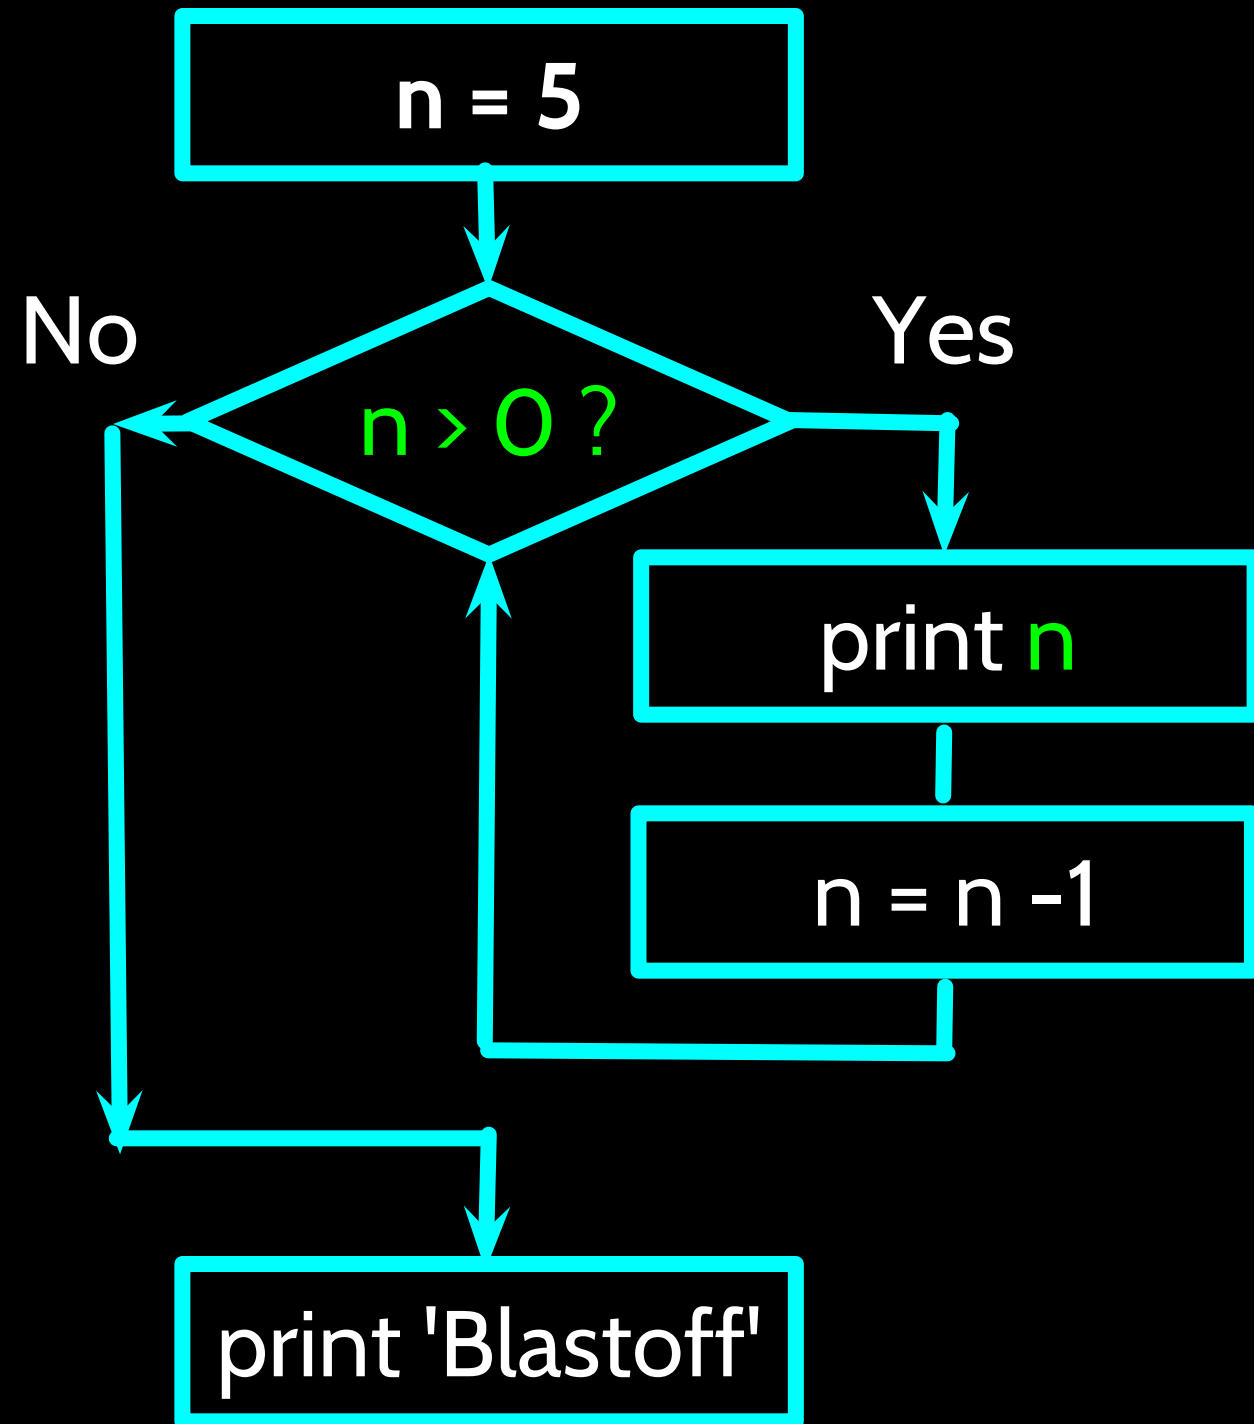 n = 5
No
Yes
n > 0 ?
print n
n = n -1
print 'Blastoff'